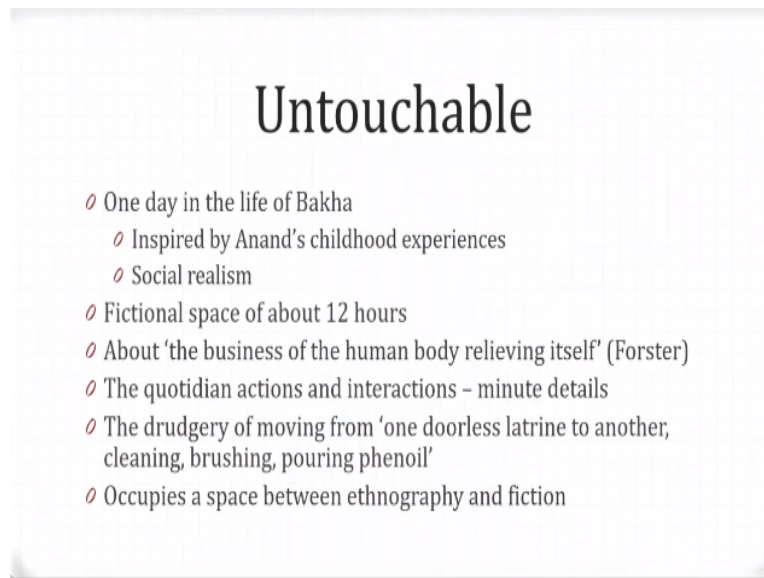 Untouchable
One day in the life of Bakha
Inspired by Anand's childhood experiences
Social realism
Fictional space of about 12 hours
About 'the business of the human body relieving itself' (Forster)
The quotidian actions and interactions – minute details
The drudgery of moving from 'one doorless latrine to another,
cleaning, brushing, pouring phenoil'
Occupies a space between ethnography and fiction